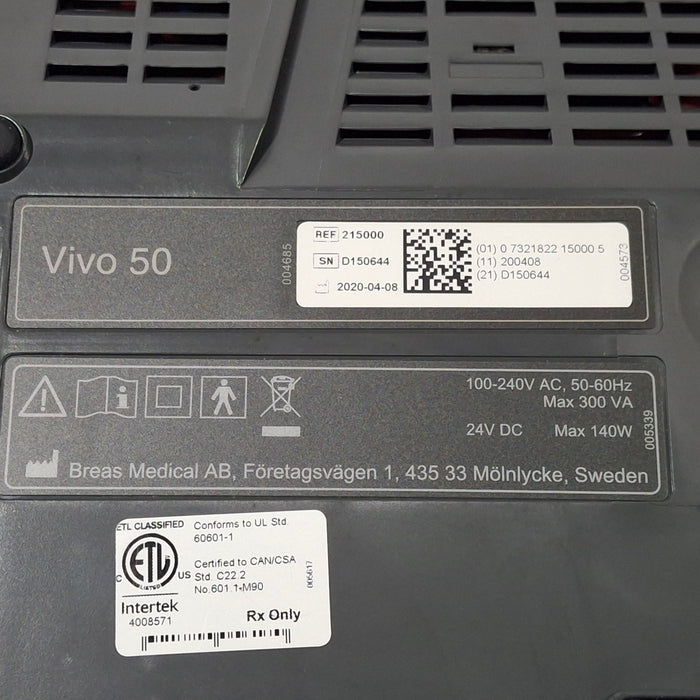 Vivo 50
004685
REF 215000
SN D150644
2020-04-08
(01) 0 7321822 15000 5
(11) 200408
(21) D150644
004573
100-240V AC, 50-60Hz
Max 300 VA
24V DC Max 140W
005339
Breas Medical AB, Företagsvägen 1, 435 33 Mölnlycke, Sweden
ETL CLASSIFIED
Conforms to UL Std.
60601-1
Certified to CAN/CSA
Std. C22.2
No.601.1-M90
C ETL US
LISTED
Intertek
4008571
005617
Rx Only